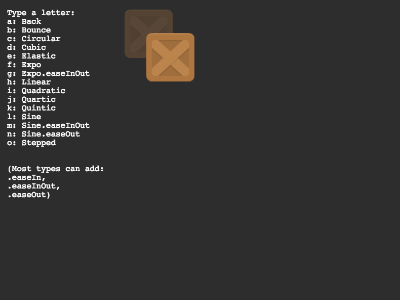 Type a letter:
a: Back
b: Bounce
c: Circular
d: Cubic
e: Elastic
f: Expo
g: Expo.easeInOut
h: Linear
i: Quadratic
j: Quartic
k: Quintic
l: Sine
m: Sine.easeInOut
n: Sine.easeOut
o: Stepped
(Most types can add:
.easeIn,
.easeInOut,
.easeOut)